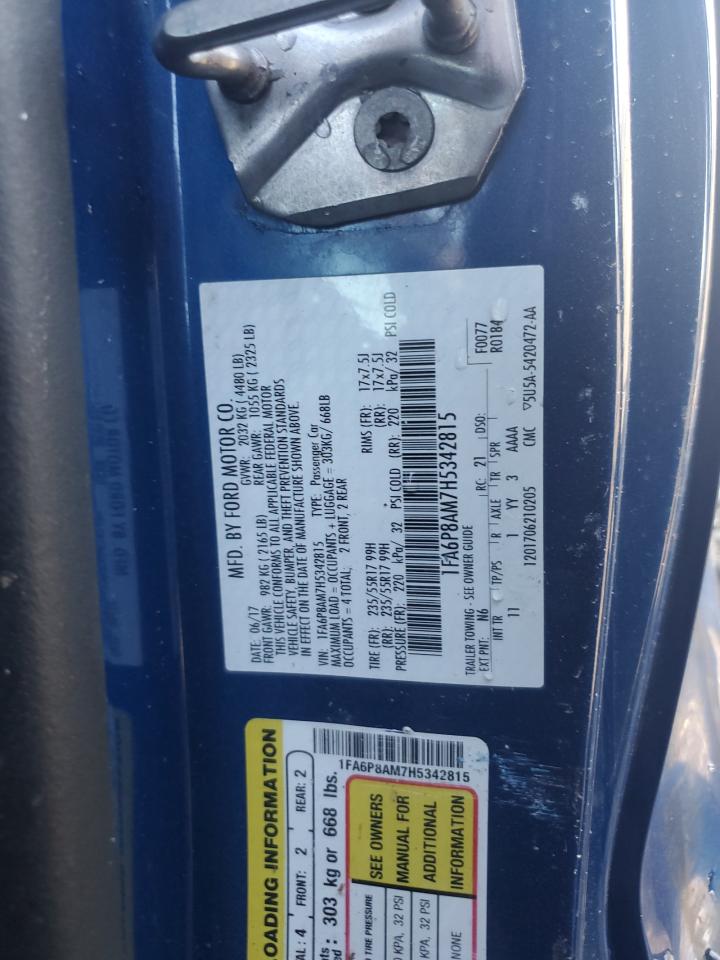 MFD. BY FORD MOTOR CO.
DATE: 06/17 GVWR: 2032 KG ( 4480 LB)
FRONT GAWR: 982 KG ( 2165 LB) REAR GAWR: 1055 KG ( 2325 LB)
THIS VEHICLE CONFORMS TO ALL APPLICABLE FEDERAL MOTOR
VEHICLE SAFETY, BUMPER, AND THEFT PREVENTION STANDARDS
IN EFFECT ON THE DATE OF MANUFACTURE SHOWN ABOVE.
VIN: 1FA6P8AM7H5342815 TYPE: Passenger Car
MAXIMUM LOAD = OCCUPANTS + LUGGAGE = 303KG/ 668LB
OCCUPANTS = 4 TOTAL; 2 FRONT, 2 REAR
TIRE (FR): 235/55R17 99H RIMS (FR): 17x7.5J
(RR): 235/55R17 99H (RR): 17x7.5J
PRESSURE (FR): 220 kPa/ 32 PSI COLD (RR): 220 kPa/ 32 PSI COLD
1FA6P8AM7H5342815
TRAILER TOWING - SEE OWNER GUIDE F0077
EXT PNT: N6 RC: 21 DSO: R0184
INT TR TP/PS R AXLE TR SPR
11 1 YY 3 AAAA
1201706210205 CMC 5U5A-5420472-AA
LOADING INFORMATION
: 4 FRONT: 2 REAR: 2
: 303 kg or 668 lbs.
1FA6P8AM7H5342815
TIRE PRESSURE
KPA, 32 PSI
KPA, 32 PSI
NONE
SEE OWNERS
MANUAL FOR
ADDITIONAL
INFORMATION